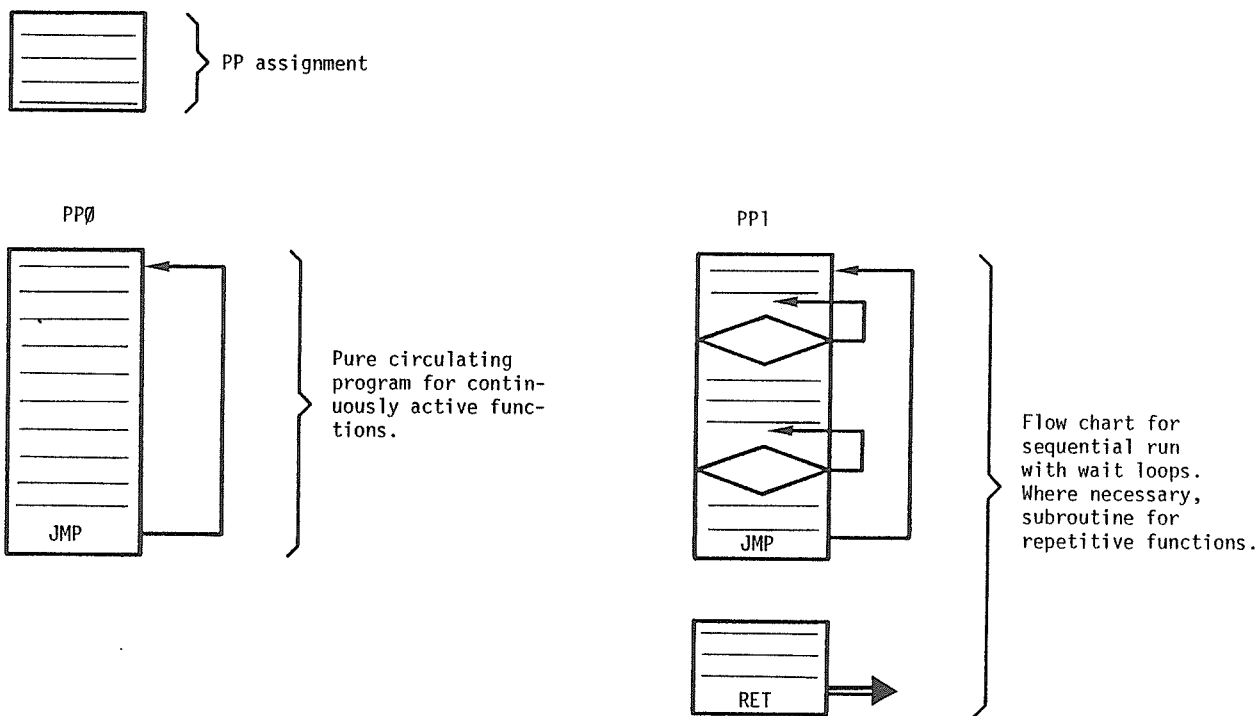 PP assignment
PPØ
JMP
Pure circulating
program for contin-
uously active func-
tions.
PP1
JMP
RET
Flow chart for
sequential run
with wait loops.
Where necessary,
subroutine for
repetitive functions.